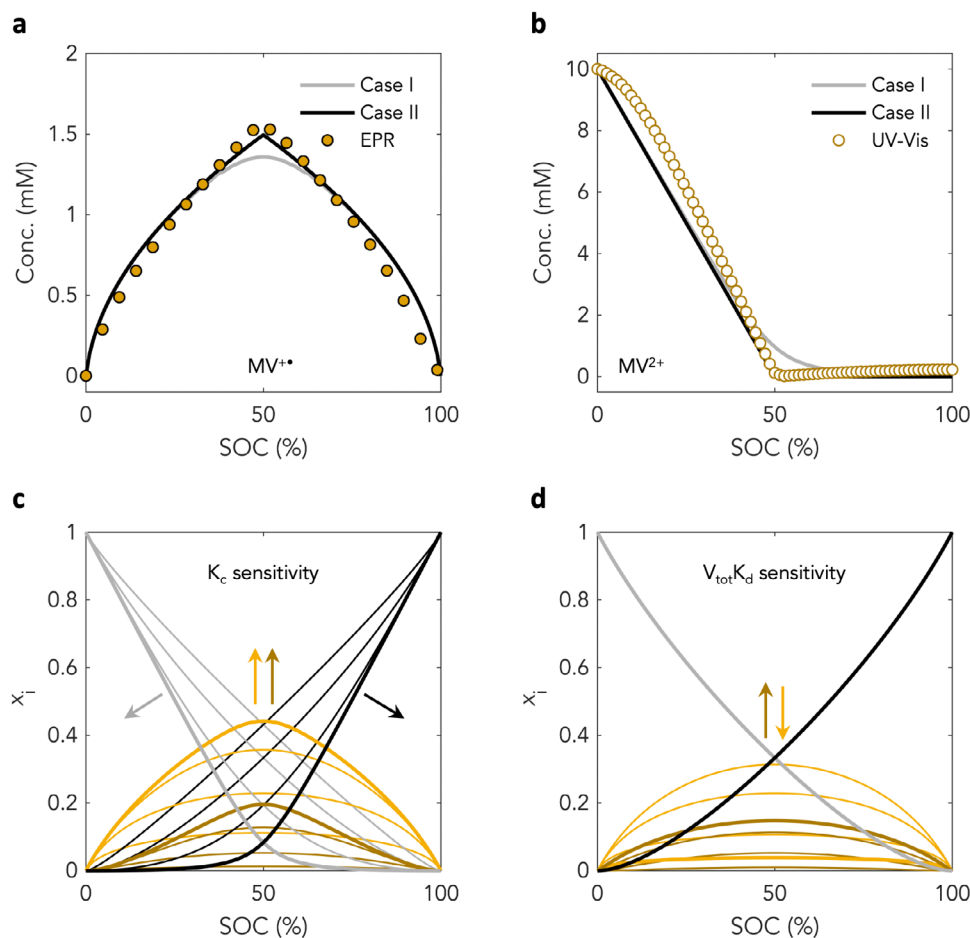 a
2
1.5
1
0.5
0
0
50
100
Conc. (mM)
SOC (%)
Case I
Case II
EPR
MV⁺•
b
10
8
6
4
2
0
0
50
100
Conc. (mM)
SOC (%)
Case I
Case II
UV-Vis
MV²⁺
c
1
0.8
0.6
0.4
0.2
0
0
50
100
xᵢ
SOC (%)
K_c sensitivity
d
1
0.8
0.6
0.4
0.2
0
0
50
100
xᵢ
SOC (%)
V_totK_d sensitivity